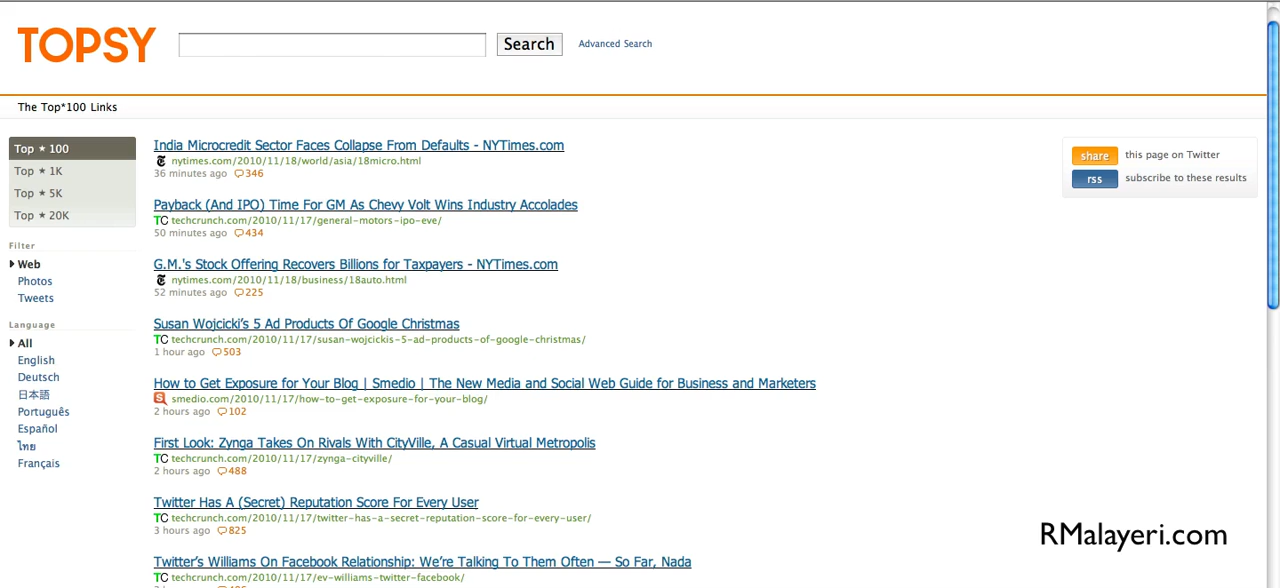 TOPSY
Search
Advanced Search
The Top*100 Links
Top ★ 100
Top ★ 1K
Top ★ 5K
Top ★ 20K
Filter
Web
Photos
Tweets
Language
All
English
Deutsch
日本語
Português
Español
ไทย
Français
India Microcredit Sector Faces Collapse From Defaults - NYTimes.com
nytimes.com/2010/11/18/world/asia/18micro.html
36 minutes ago 346
Payback (And IPO) Time For GM As Chevy Volt Wins Industry Accolades
TC techcrunch.com/2010/11/17/general-motors-ipo-eve/
50 minutes ago 434
G.M.'s Stock Offering Recovers Billions for Taxpayers - NYTimes.com
nytimes.com/2010/11/18/business/18auto.html
52 minutes ago 225
Susan Wojcicki's 5 Ad Products Of Google Christmas
TC techcrunch.com/2010/11/17/susan-wojcickis-5-ad-products-of-google-christmas/
1 hour ago 503
How to Get Exposure for Your Blog | Smedio | The New Media and Social Web Guide for Business and Marketers
smedio.com/2010/11/17/how-to-get-exposure-for-your-blog/
2 hours ago 102
First Look: Zynga Takes On Rivals With CityVille, A Casual Virtual Metropolis
TC techcrunch.com/2010/11/17/zynga-cityville/
2 hours ago 488
Twitter Has A (Secret) Reputation Score For Every User
TC techcrunch.com/2010/11/17/twitter-has-a-secret-reputation-score-for-every-user/
3 hours ago 825
Twitter's Williams On Facebook Relationship: We're Talking To Them Often — So Far, Nada
TC techcrunch.com/2010/11/17/ev-williams-twitter-facebook/
share this page on Twitter
rss subscribe to these results
RMalayeri.com